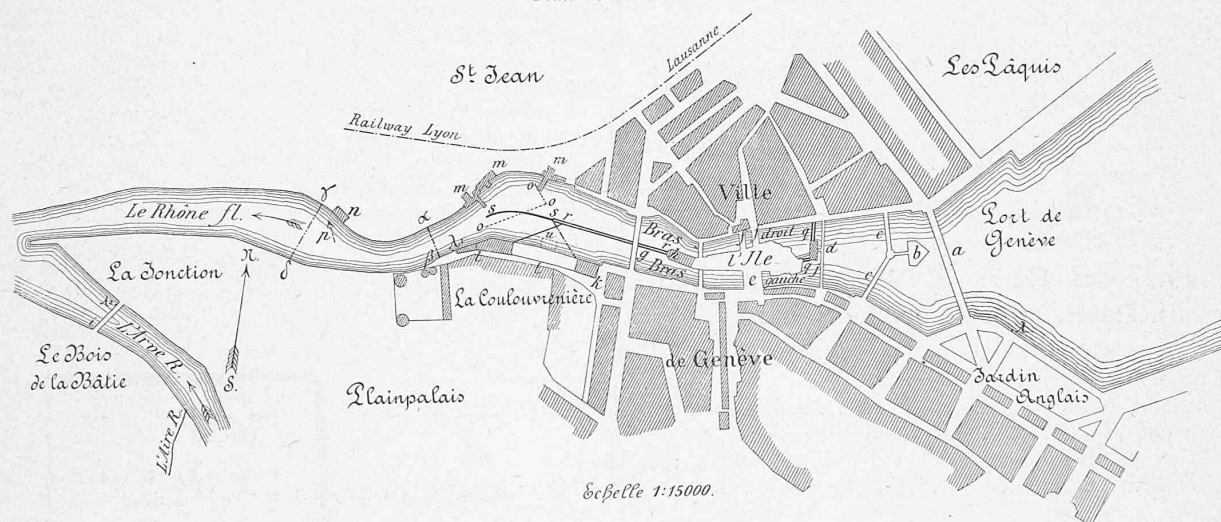 St. Jean
Lausanne
Les Pâquis
Railway Lyon
m
m
m
o
Ville
γ
n
Le Rhône fl.
p
α
s
o
s
r
Bras
droit
q
Port de
Genève
e
d
b
a
l'Ile
r
h
g
Bras
gauche
g
f
c
e
c
δ
β
λ
o
u
l
l
k
La Jonction
N.
S.
La Coulouvrenière
L'Arve R.
i
Le Bois
de la Bâtie
L'Aire R.
Plainpalais
de Genève
Jardin
Anglais
Echelle 1:15000.